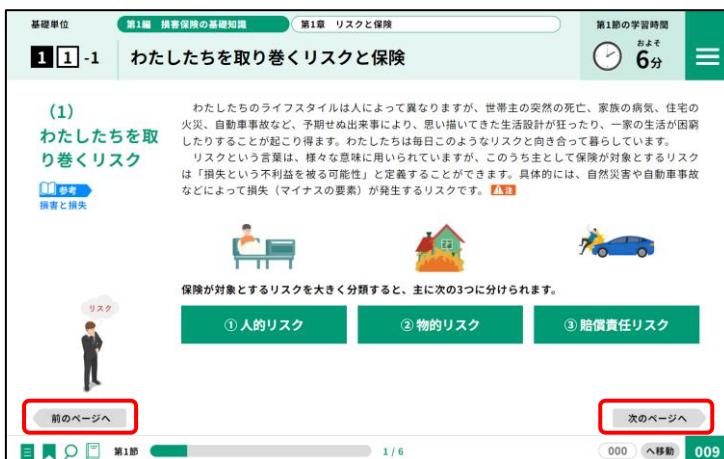 基礎単位
第1編 損害保険の基礎知識
第1章 リスクと保険
第1節の学習時間
1 1 -1
わたしたちを取り巻くリスクと保険
およそ
6分
(1)
わたしたちを取
り巻くリスク
参考
損害と損失
わたしたちのライフスタイルは人によって異なりますが、世帯主の突然の死亡、家族の病気、住宅の
火災、自動車事故など、予期せぬ出来事により、思い描いてきた生活設計が狂ったり、一家の生活が困窮
したりすることが起こり得ます。わたしたちは毎日このようなリスクと向き合って暮らしています。
リスクという言葉は、様々な意味に用いられていますが、このうち主として保険が対象とするリスク
は「損失という不利益を被る可能性」と定義することができます。具体的には、自然災害や自動車事故
などによって損失（マイナスの要素）が発生するリスクです。 注
保険が対象とするリスクを大きく分類すると、主に次の3つに分けられます。
リスク
① 人的リスク
② 物的リスク
③ 賠償責任リスク
前のページへ
次のページへ
第1節
1 / 6
000
へ移動
009